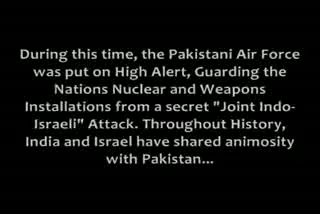 During this time, the Pakistani Air Force
was put on High Alert, Guarding the
Nations Nuclear and Weapons
Installations from a secret "Joint Indo-
Israeli" Attack. Throughout History,
India and Israel have shared animosity
with Pakistan...